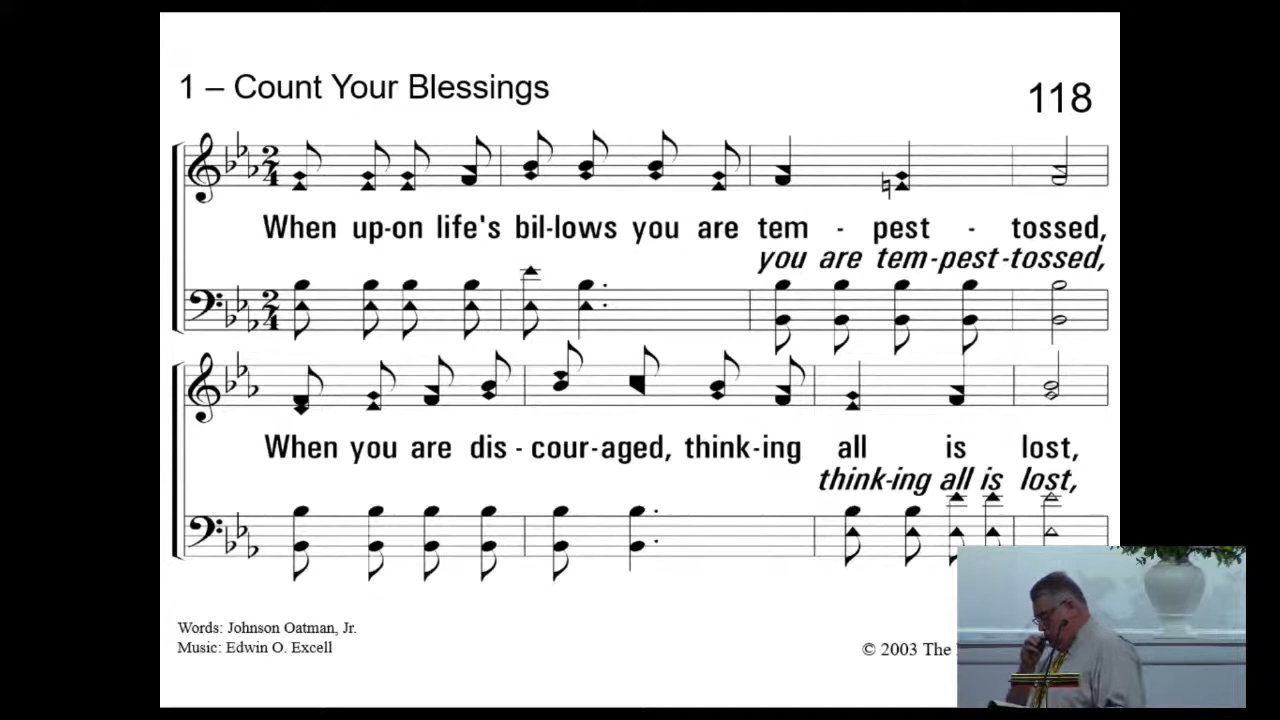 1 – Count Your Blessings
118
When up-on life's bil-lows you are tem - pest - tossed,
you are tem-pest-tossed,
When you are dis - cour-aged, think-ing all is lost,
think-ing all is lost,
Words: Johnson Oatman, Jr.
Music: Edwin O. Excell
© 2003 The